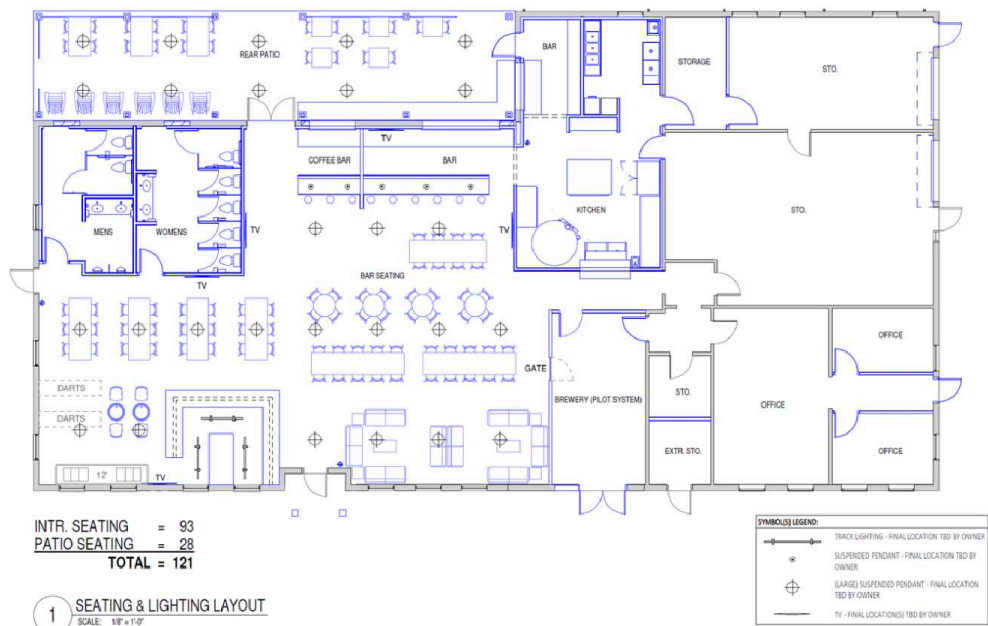 REAR PATIO
BAR
STORAGE
STO.
TV
COFFEE BAR
BAR
STO.
MENS
WOMENS
TV
TV
KITCHEN
BAR SEATING
TV
OFFICE
GATE
DARTS
STO.
BREWERY (PILOT SYSTEM)
OFFICE
DARTS
EXTR. STO.
OFFICE
12'
TV
INTR. SEATING = 93
PATIO SEATING = 28
TOTAL = 121
1 SEATING & LIGHTING LAYOUT
SCALE: 1/8" = 1'-0"
SYMBOL(S) LEGEND:
TRACK LIGHTING - FINAL LOCATION TBD BY OWNER
SUSPENDED PENDANT - FINAL LOCATION TBD BY
OWNER
(LARGE) SUSPENDED PENDANT - FINAL LOCATION
TBD BY OWNER
TV - FINAL LOCATION(S) TBD BY OWNER